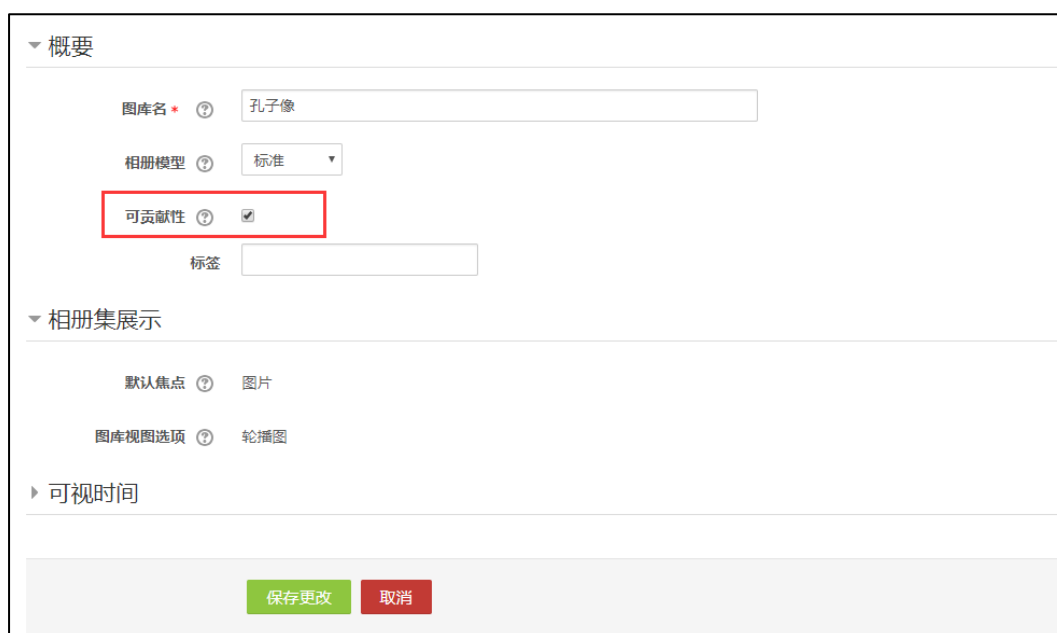 概要
图库名 * 孔子像
相册模型 标准
可贡献性
标签
相册集展示
默认焦点 图片
图库视图选项 轮播图
可视时间
保存更改 取消